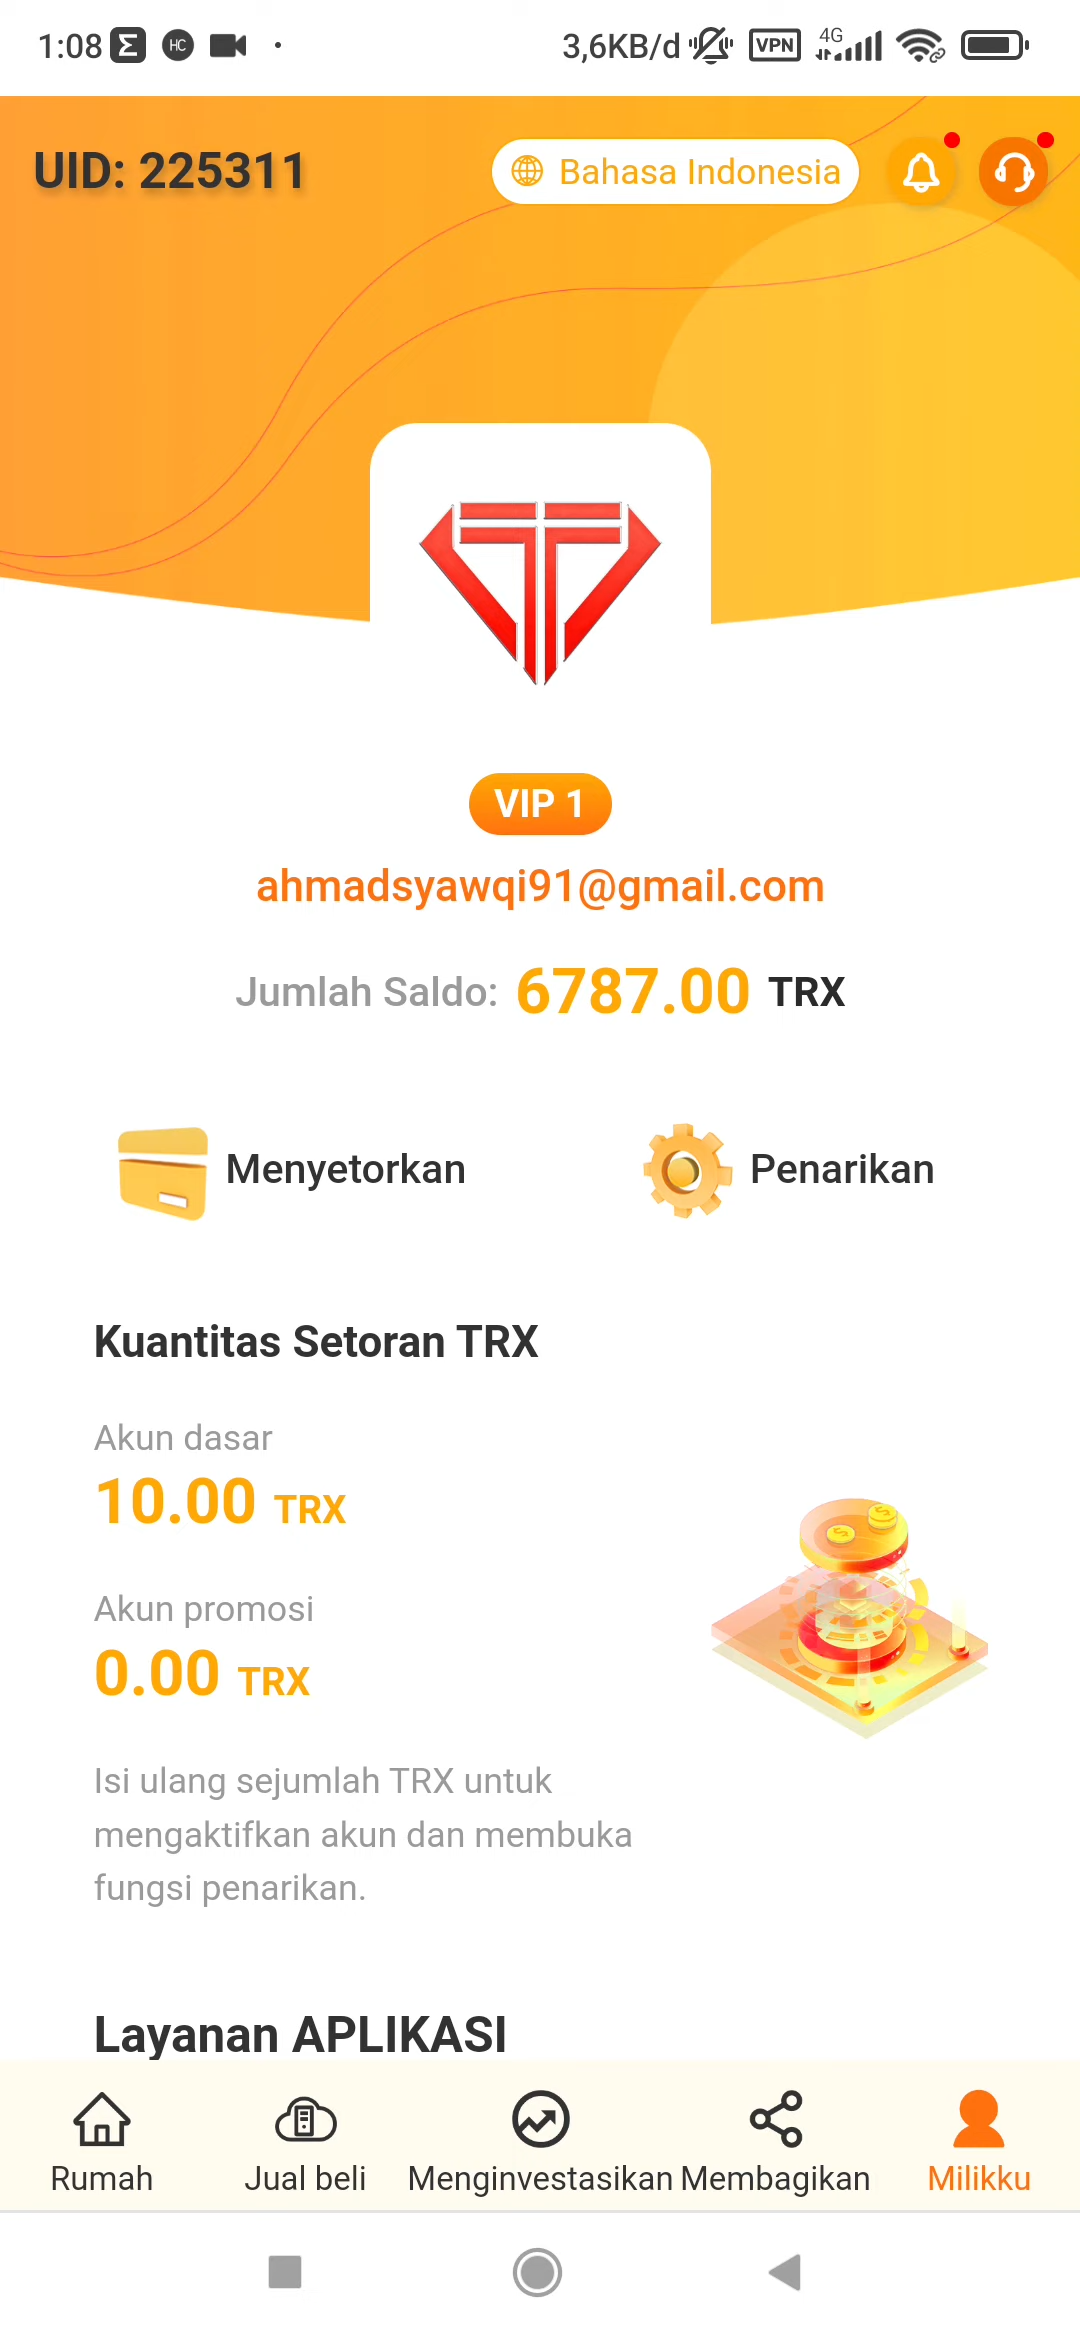 1:08
3,6KB/d
VPN
4G
UID: 225311
Bahasa Indonesia
VIP 1
ahmadsyawqi91@gmail.com
Jumlah Saldo: 6787.00 TRX
Menyetorkan
Penarikan
Kuantitas Setoran TRX
Akun dasar
10.00 TRX
Akun promosi
0.00 TRX
Isi ulang sejumlah TRX untuk
mengaktifkan akun dan membuka
fungsi penarikan.
Layanan APLIKASI
Rumah
Jual beli
Menginvestasikan
Membagikan
Milikku